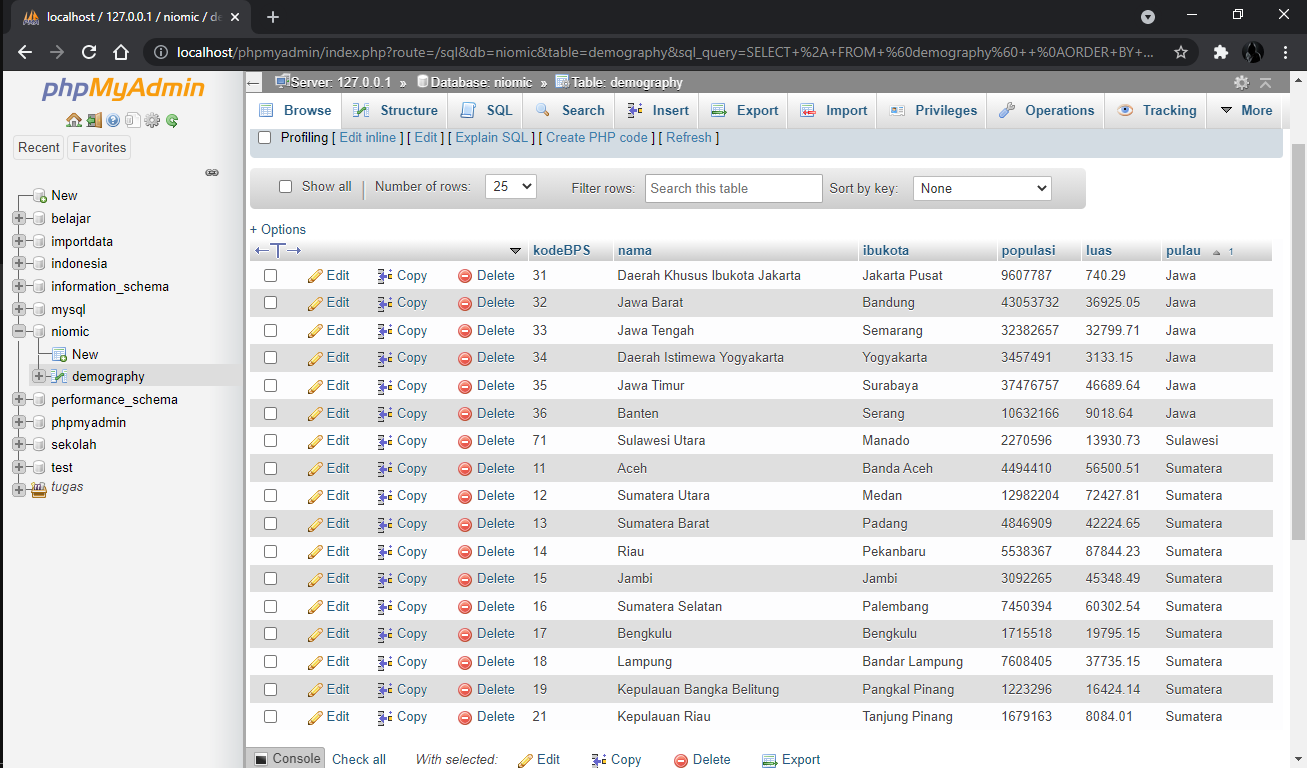 localhost / 127.0.0.1 / niomic / de
localhost/phpmyadmin/index.php?route=/sql&db=niomic&table=demography&sql_query=SELECT+%2A+FROM+%60demography%60++%0AORDER+BY+...
phpMyAdmin
Recent Favorites
New
belajar
importdata
indonesia
information_schema
mysql
niomic
New
demography
performance_schema
phpmyadmin
sekolah
test
tugas
Server: 127.0.0.1 » Database: niomic » Table: demography
Browse Structure SQL Search Insert Export Import Privileges Operations Tracking More
Profiling [ Edit inline ] [ Edit ] [ Explain SQL ] [ Create PHP code ] [ Refresh ]
Show all Number of rows: 25 Filter rows: Search this table Sort by key: None
+ Options
kodeBPS nama ibukota populasi luas pulau 1
Edit Copy Delete 31 Daerah Khusus Ibukota Jakarta Jakarta Pusat 9607787 740.29 Jawa
Edit Copy Delete 32 Jawa Barat Bandung 43053732 36925.05 Jawa
Edit Copy Delete 33 Jawa Tengah Semarang 32382657 32799.71 Jawa
Edit Copy Delete 34 Daerah Istimewa Yogyakarta Yogyakarta 3457491 3133.15 Jawa
Edit Copy Delete 35 Jawa Timur Surabaya 37476757 46689.64 Jawa
Edit Copy Delete 36 Banten Serang 10632166 9018.64 Jawa
Edit Copy Delete 71 Sulawesi Utara Manado 2270596 13930.73 Sulawesi
Edit Copy Delete 11 Aceh Banda Aceh 4494410 56500.51 Sumatera
Edit Copy Delete 12 Sumatera Utara Medan 12982204 72427.81 Sumatera
Edit Copy Delete 13 Sumatera Barat Padang 4846909 42224.65 Sumatera
Edit Copy Delete 14 Riau Pekanbaru 5538367 87844.23 Sumatera
Edit Copy Delete 15 Jambi Jambi 3092265 45348.49 Sumatera
Edit Copy Delete 16 Sumatera Selatan Palembang 7450394 60302.54 Sumatera
Edit Copy Delete 17 Bengkulu Bengkulu 1715518 19795.15 Sumatera
Edit Copy Delete 18 Lampung Bandar Lampung 7608405 37735.15 Sumatera
Edit Copy Delete 19 Kepulauan Bangka Belitung Pangkal Pinang 1223296 16424.14 Sumatera
Edit Copy Delete 21 Kepulauan Riau Tanjung Pinang 1679163 8084.01 Sumatera
Console Check all With selected: Edit Copy Delete Export